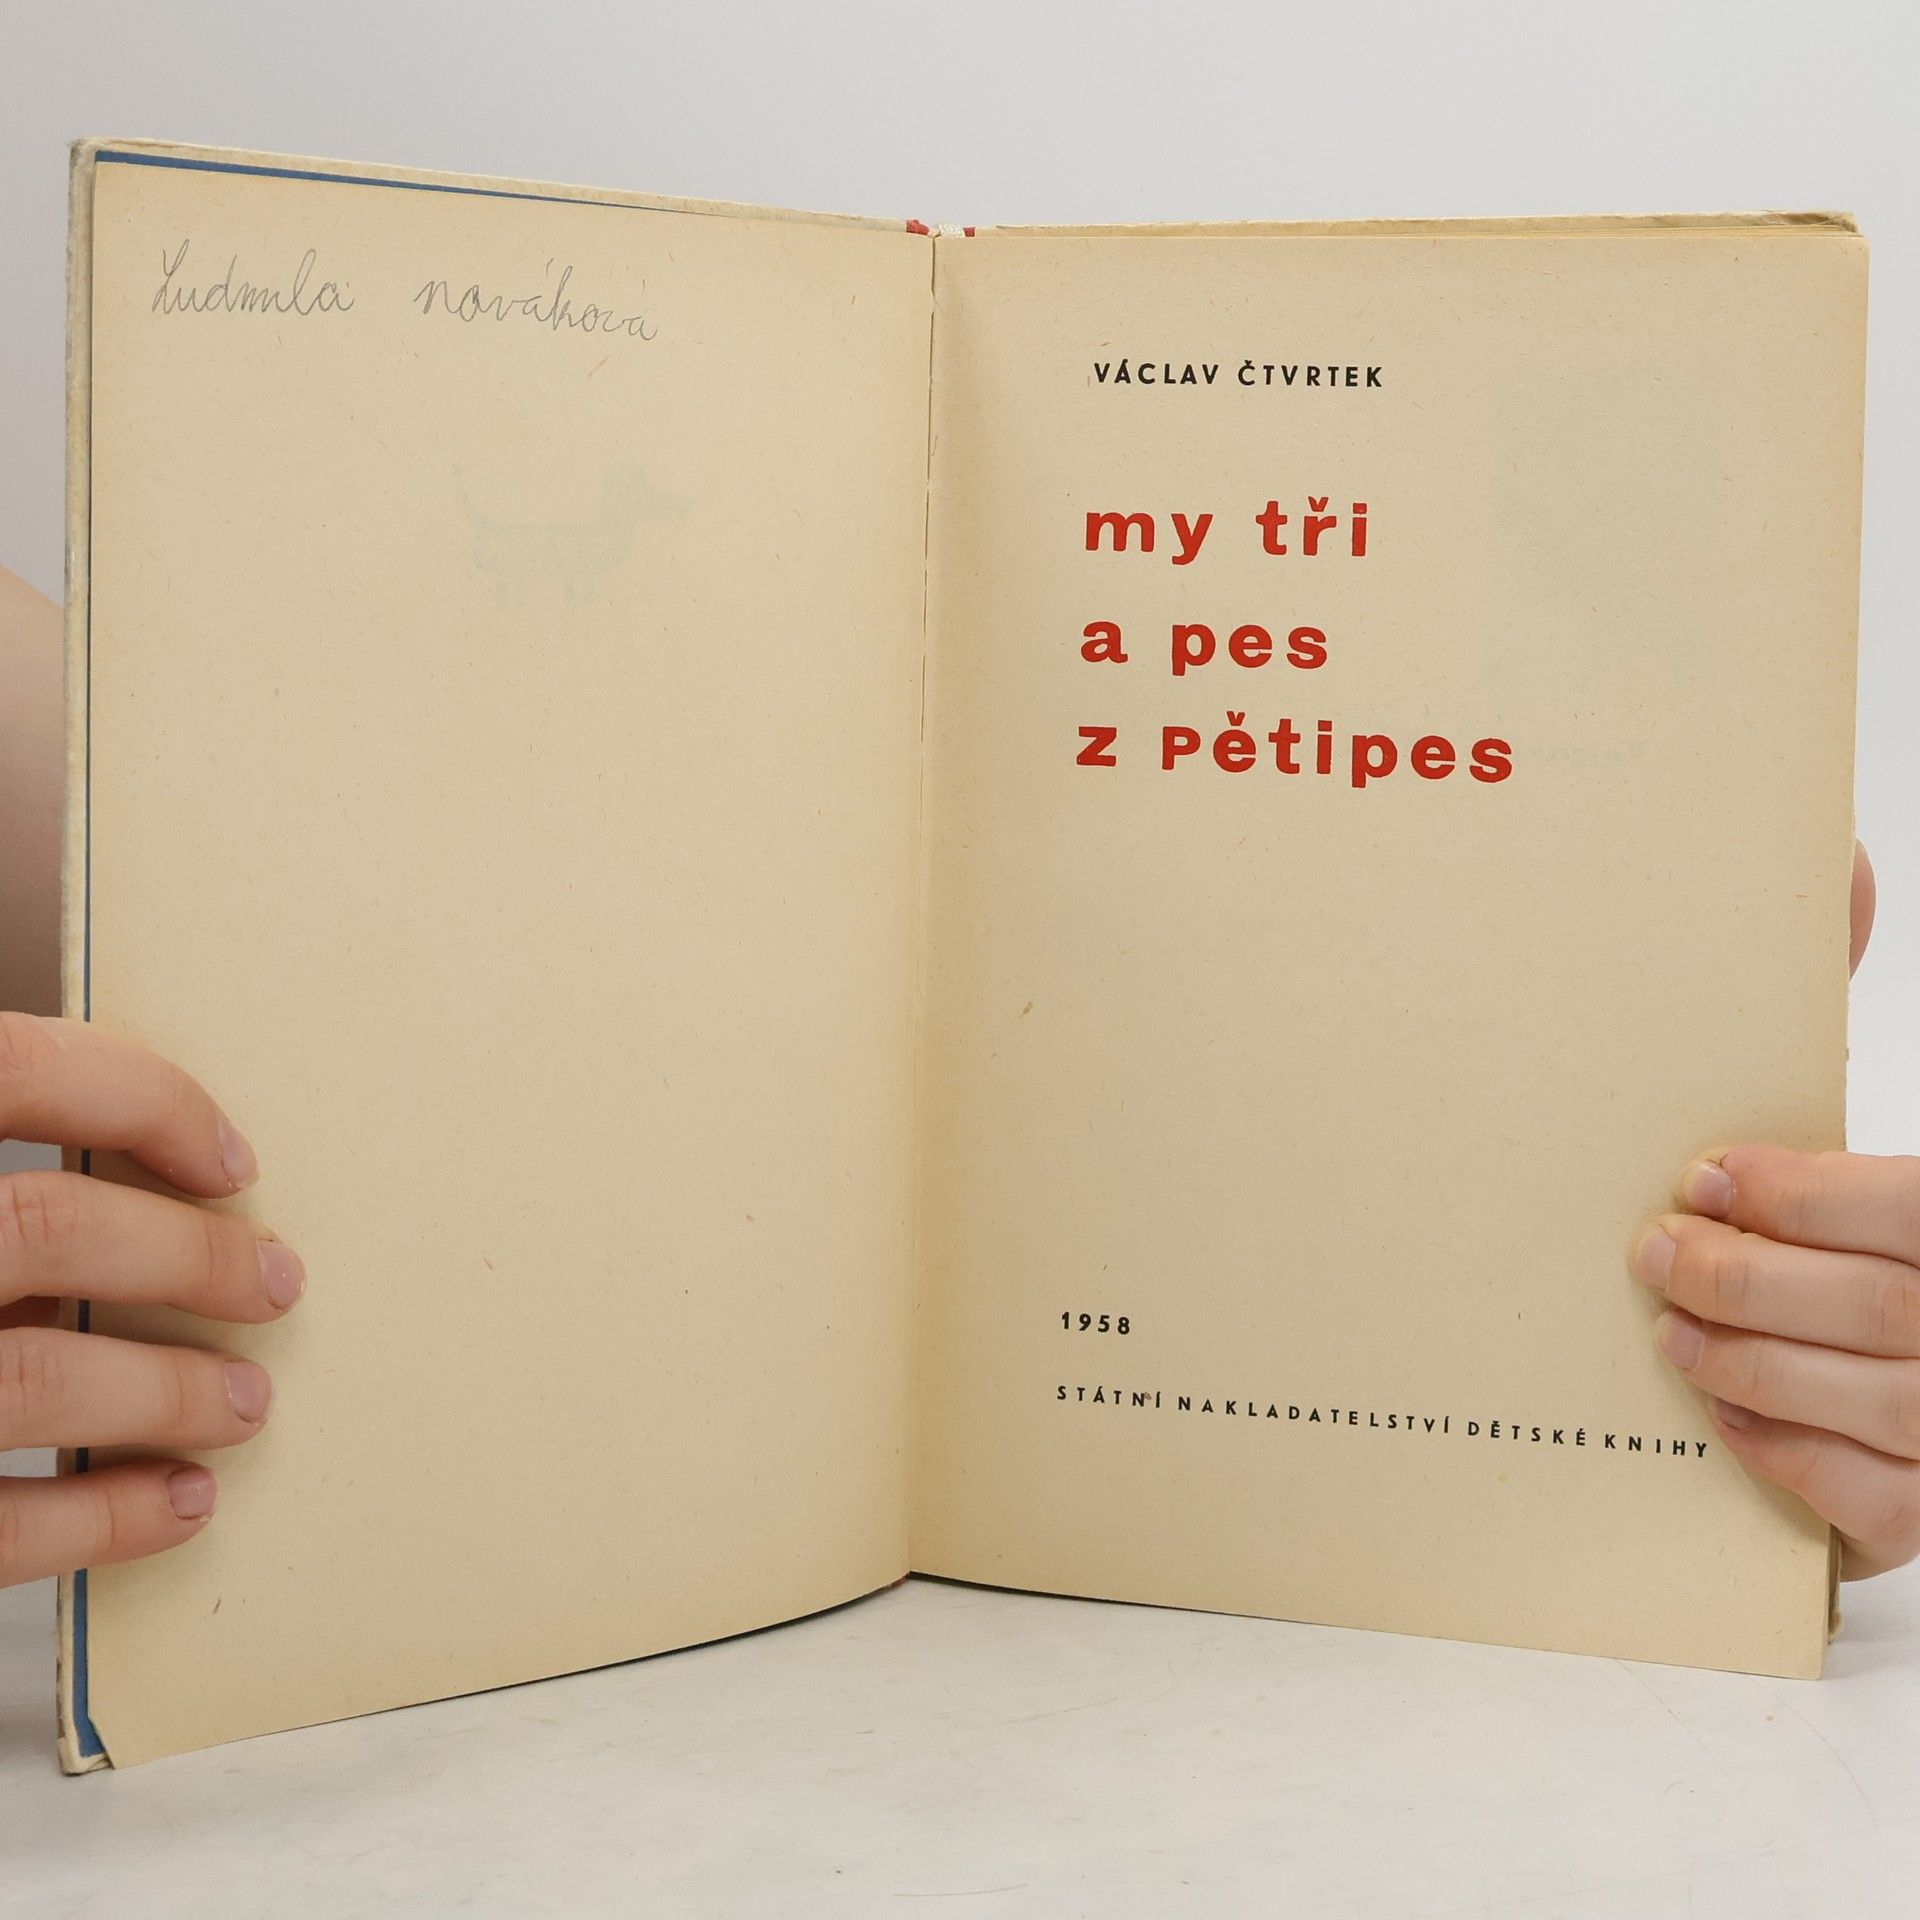 Ludmila nováková
VÁCLAV ČTVRTEK
my tři
a pes
z Pětipes
1958
STÁTNÍ NAKLADATELSTVÍ DĚTSKÉ KNIHY